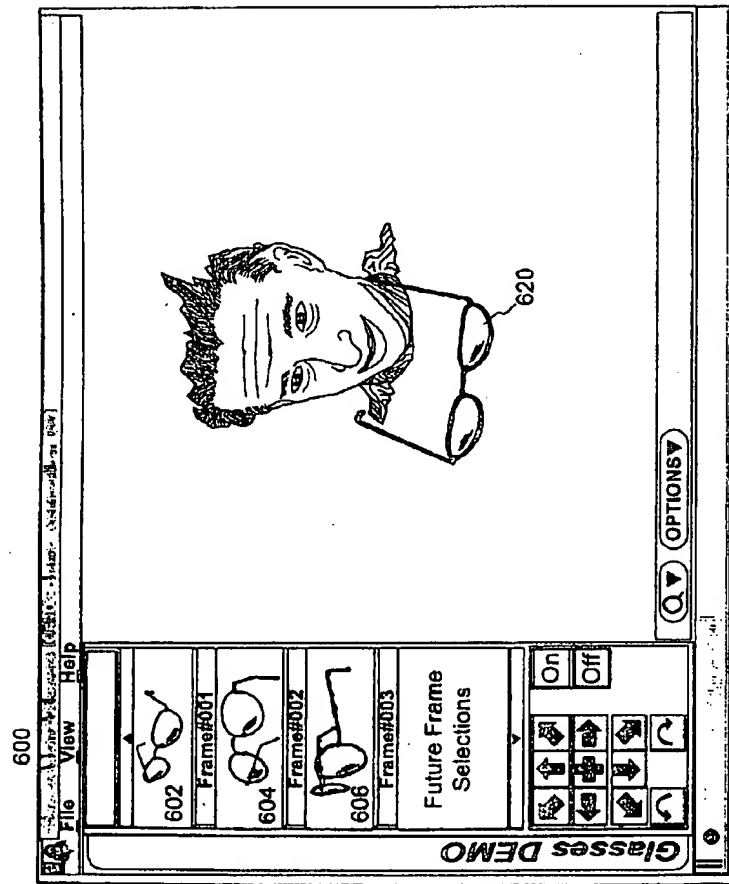 600
File View Help
Glasses DEMO
602
Frame#001
604
Frame#002
606
Frame#003
Future Frame
Selections
On
Off
620
OPTIONS